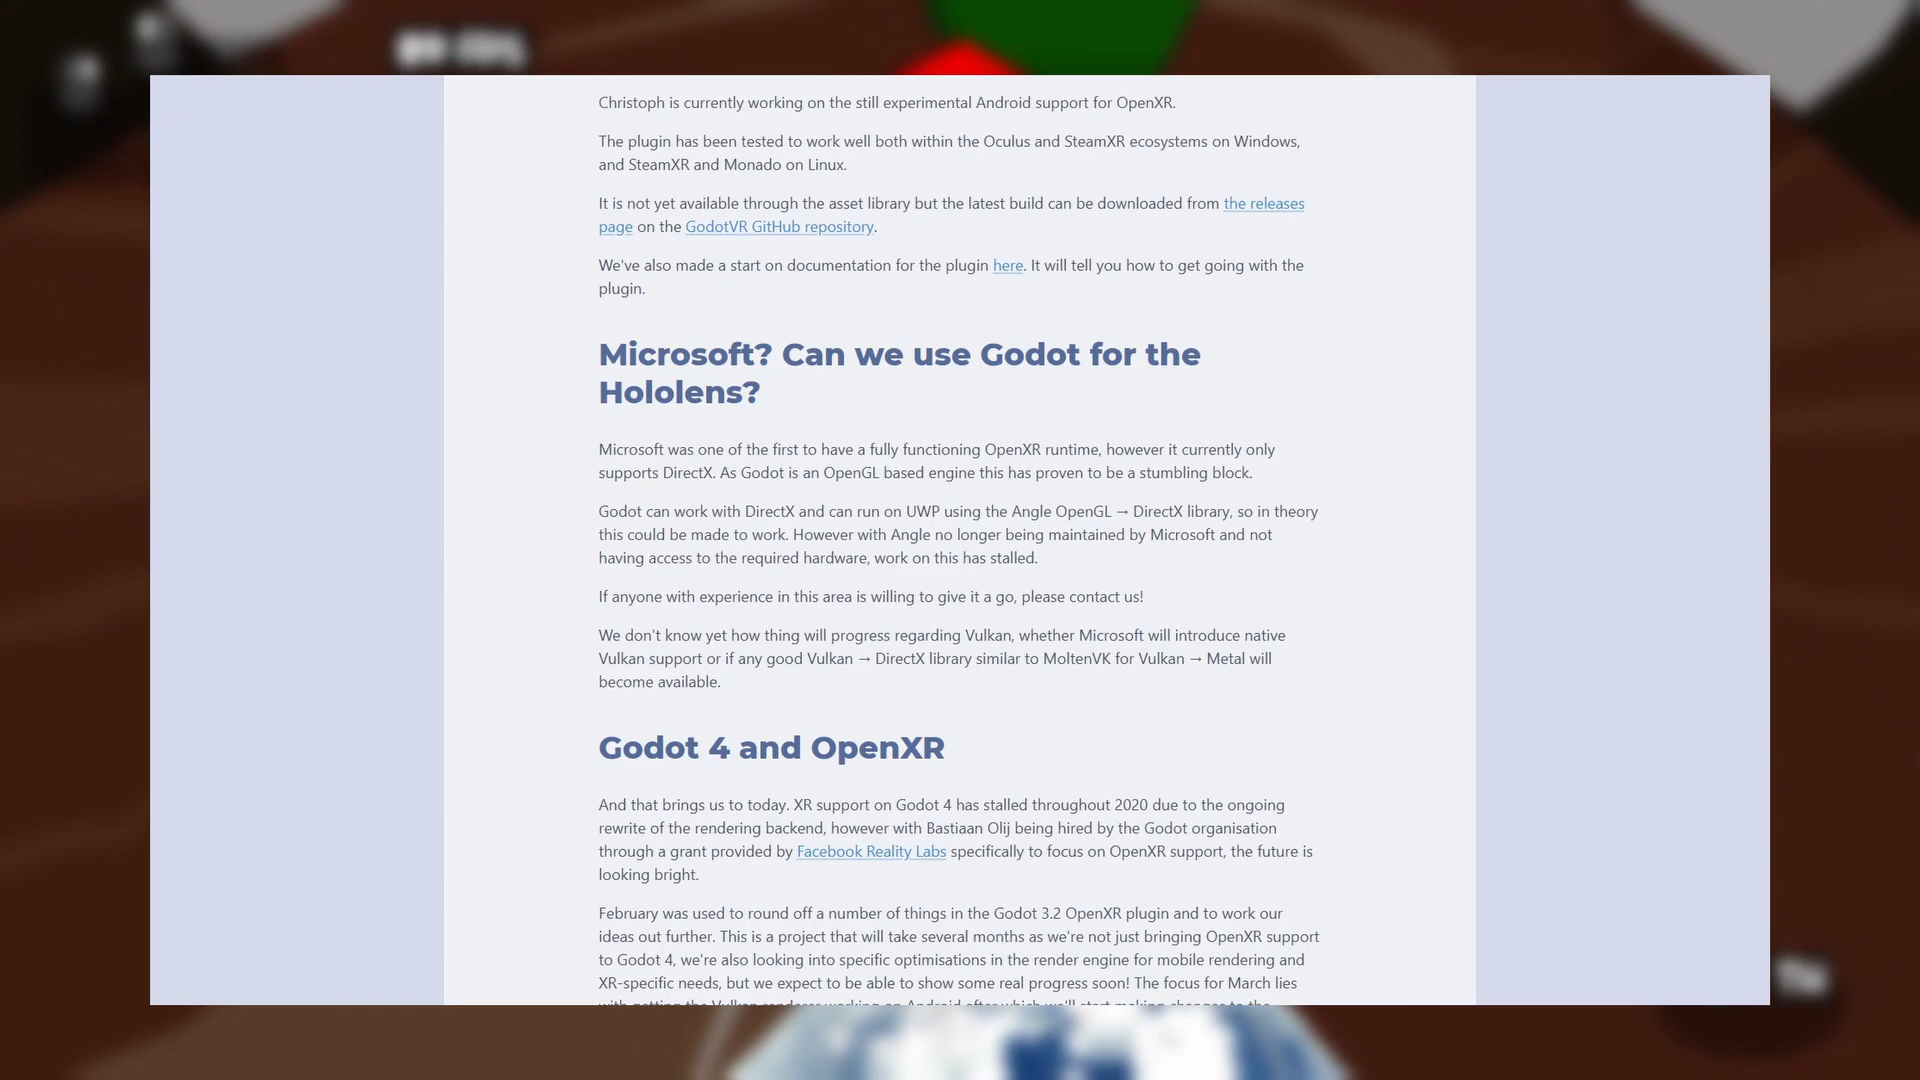 Christoph is currently working on the still experimental Android support for OpenXR.
The plugin has been tested to work well both within the Oculus and SteamXR ecosystems on Windows,
and SteamXR and Monado on Linux.
It is not yet available through the asset library but the latest build can be downloaded from the releases
page on the GodotVR GitHub repository.
We've also made a start on documentation for the plugin here. It will tell you how to get going with the
plugin.
Microsoft? Can we use Godot for the
Hololens?
Microsoft was one of the first to have a fully functioning OpenXR runtime, however it currently only
supports DirectX. As Godot is an OpenGL based engine this has proven to be a stumbling block.
Godot can work with DirectX and can run on UWP using the Angle OpenGL → DirectX library, so in theory
this could be made to work. However with Angle no longer being maintained by Microsoft and not
having access to the required hardware, work on this has stalled.
If anyone with experience in this area is willing to give it a go, please contact us!
We don't know yet how thing will progress regarding Vulkan, whether Microsoft will introduce native
Vulkan support or if any good Vulkan → DirectX library similar to MoltenVK for Vulkan → Metal will
become available.
Godot 4 and OpenXR
And that brings us to today. XR support on Godot 4 has stalled throughout 2020 due to the ongoing
rewrite of the rendering backend, however with Bastiaan Olij being hired by the Godot organisation
through a grant provided by Facebook Reality Labs specifically to focus on OpenXR support, the future is
looking bright.
February was used to round off a number of things in the Godot 3.2 OpenXR plugin and to work our
ideas out further. This is a project that will take several months as we're not just bringing OpenXR support
to Godot 4, we're also looking into specific optimisations in the render engine for mobile rendering and
XR-specific needs, but we expect to be able to show some real progress soon! The focus for March lies
with getting the Vulkan renderer working on Android after which we'll start making changes to the